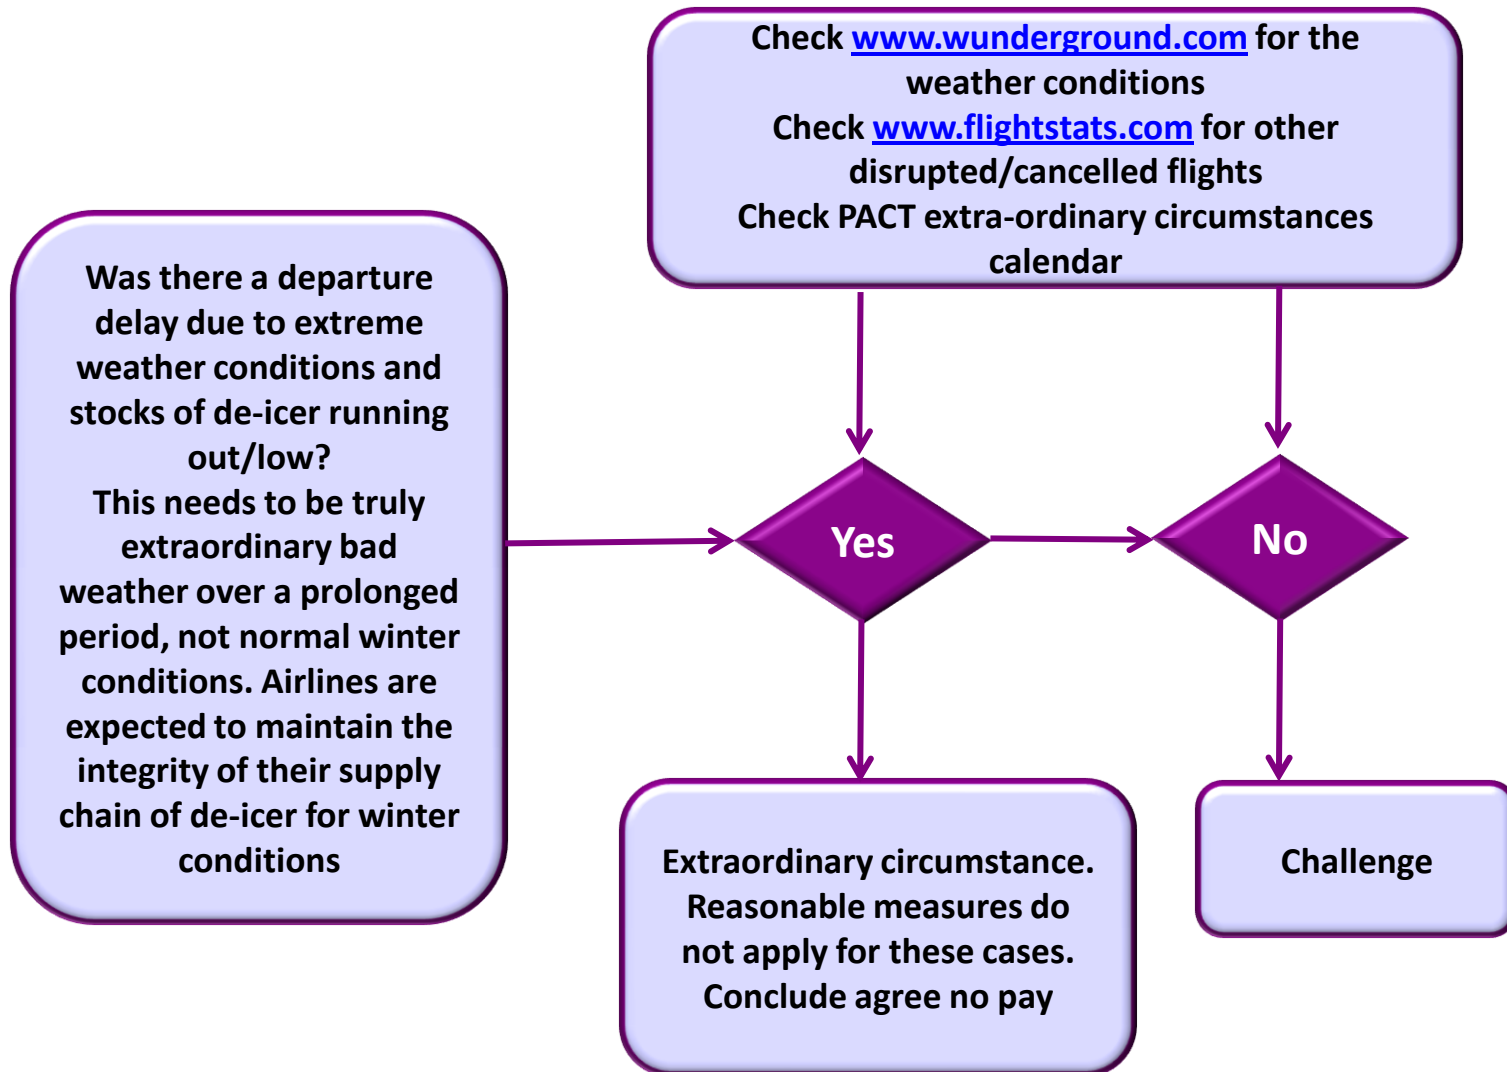 Check www.wunderground.com for the
weather conditions
Check www.flightstats.com for other
disrupted/cancelled flights
Check PACT extra-ordinary circumstances
calendar
Was there a departure
delay due to extreme
weather conditions and
stocks of de-icer running
out/low?
This needs to be truly
extraordinary bad
weather over a prolonged
period, not normal winter
conditions. Airlines are
expected to maintain the
integrity of their supply
chain of de-icer for winter
conditions
Yes
No
Extraordinary circumstance.
Reasonable measures do
not apply for these cases.
Conclude agree no pay
Challenge